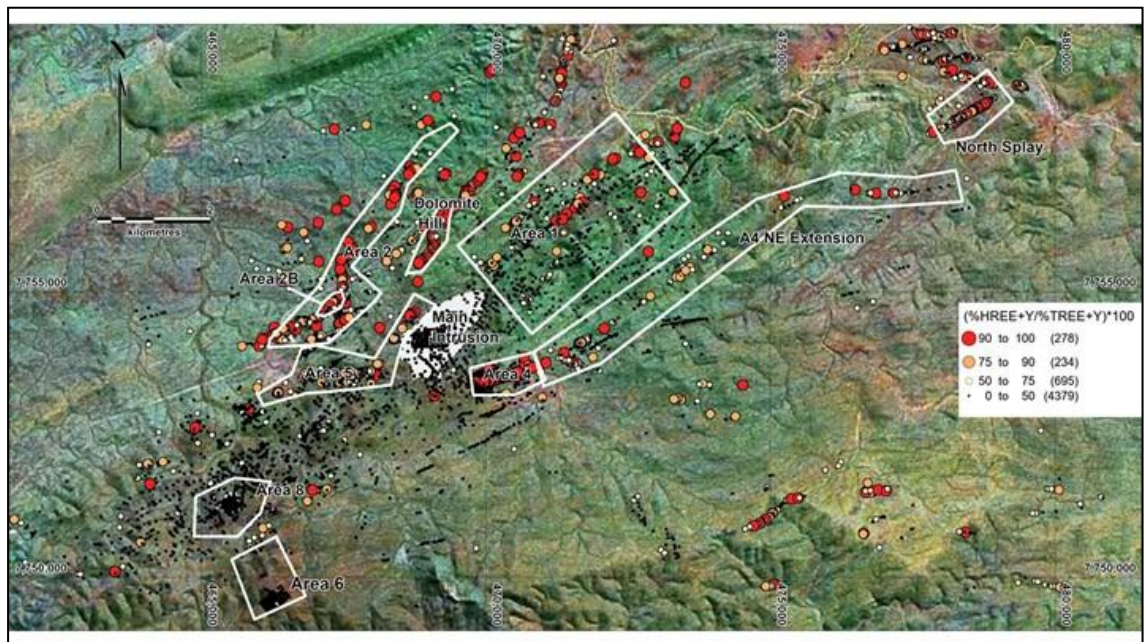 465,000
470,000
475,000
480,000
North Splay
Dolomite
Hill
Area 1
A4 NE Extension
kilometres
Area 2
7,755,000
7,755,000
Area 2B
Main
Intrusion
(%HREE+Y/%TREE+Y)*100
90 to 100 (278)
75 to 90 (234)
50 to 75 (695)
0 to 50 (4379)
Area 5
Area 4
Area 8
7,750,000
7,750,000
Area 6
465,000
470,000
475,000
480,000